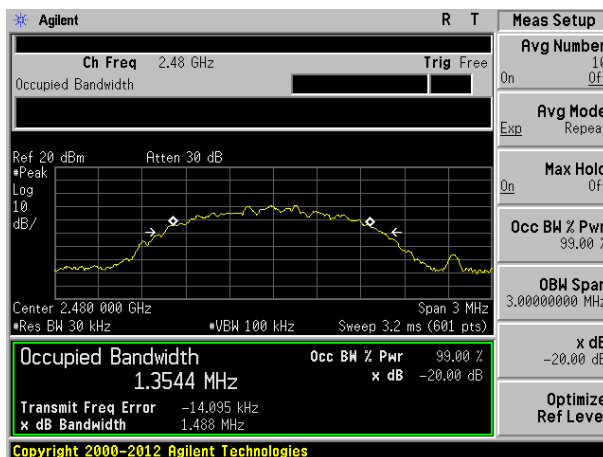 Agilent R T Meas Setup
Ch Freq 2.48 GHz Trig Free
Occupied Bandwidth
Avg Number
10
On Off
Avg Mode
Exp Repeat
Ref 20 dBm Atten 30 dB
#Peak
Log
10
dB/
Max Hold
On Off
Occ BW % Pwr
99.00 %
OBW Span
3.00000000 MHz
Center 2.480 000 GHz Span 3 MHz
#Res BW 30 kHz #VBW 100 kHz Sweep 3.2 ms (601 pts)
Occupied Bandwidth Occ BW % Pwr 99.00 %
1.3544 MHz x dB -20.00 dB
Transmit Freq Error -14.095 kHz
x dB Bandwidth 1.488 MHz
x dB
-20.00 dB
Optimize
Ref Level
Copyright 2000-2012 Agilent Technologies